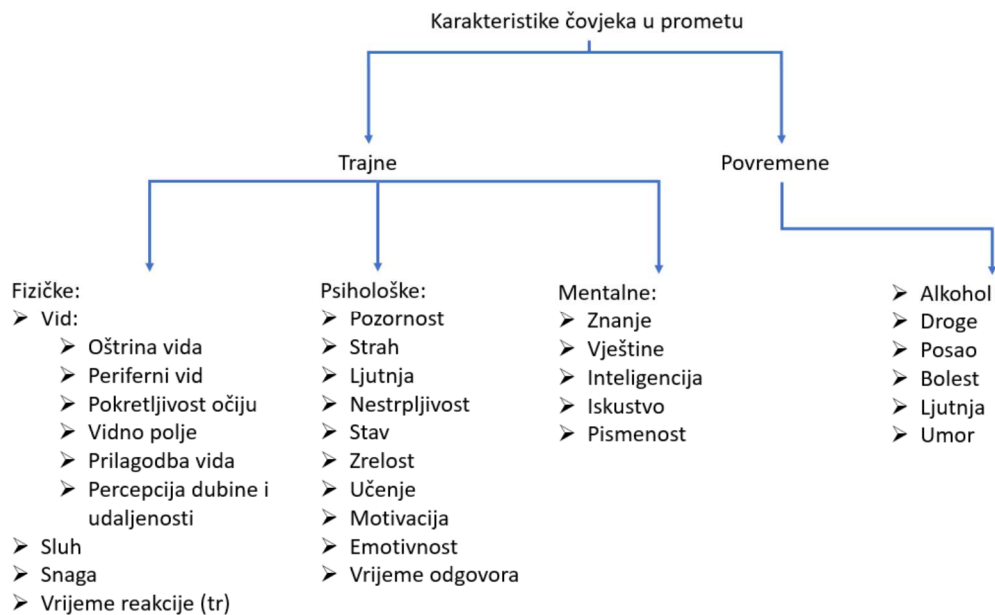 Karakteristike čovjeka u prometu
Trajne
Povremene
Fizičke:
➢ Vid:
➢ Oštrina vida
➢ Periferni vid
➢ Pokretljivost očiju
➢ Vidno polje
➢ Prilagodba vida
➢ Percepcija dubine i
udaljenosti
➢ Sluh
➢ Snaga
➢ Vrijeme reakcije (tr)
Psihološke:
➢ Pozornost
➢ Strah
➢ Ljutnja
➢ Nestrpljivost
➢ Stav
➢ Zrelost
➢ Učenje
➢ Motivacija
➢ Emotivnost
➢ Vrijeme odgovora
Mentalne:
➢ Znanje
➢ Vještine
➢ Inteligencija
➢ Iskustvo
➢ Pismenost
➢ Alkohol
➢ Droge
➢ Posao
➢ Bolest
➢ Ljutnja
➢ Umor